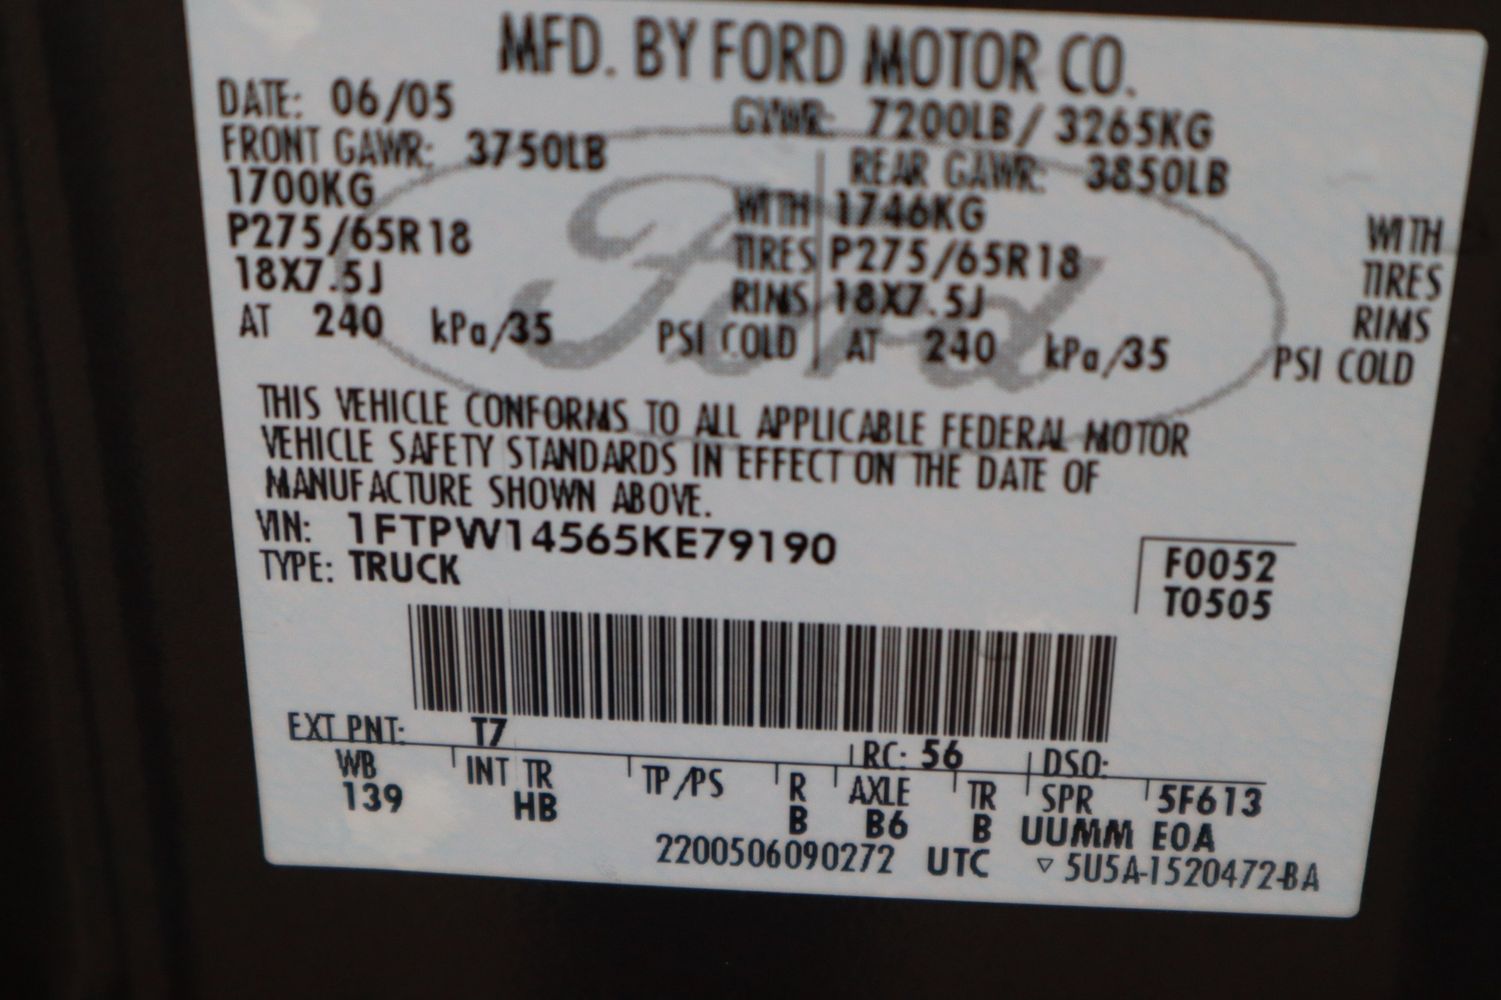 MFD. BY FORD MOTOR CO.
DATE: 06/05 GVWR: 7200LB/ 3265KG
FRONT GAWR: 3750LB REAR GAWR: 3850LB
1700KG WITH 1746KG WITH
P275/65R18 TIRES P275/65R18 TIRES
18X7.5J RIMS 18X7.5J RIMS
AT 240 kPa/35 PSI COLD AT 240 kPa/35 PSI COLD
Ford
THIS VEHICLE CONFORMS TO ALL APPLICABLE FEDERAL MOTOR
VEHICLE SAFETY STANDARDS IN EFFECT ON THE DATE OF
MANUFACTURE SHOWN ABOVE.
VIN: 1FTPW14565KE79190
TYPE: TRUCK
F0052
T0505
EXT PNT: T7 RC: 56 DSO:
WB INT TR TP/PS R AXLE TR SPR 5F613
139 HB B B6 B UUMM E0A
2200506090272 UTC ▽ 5U5A-1520472-BA